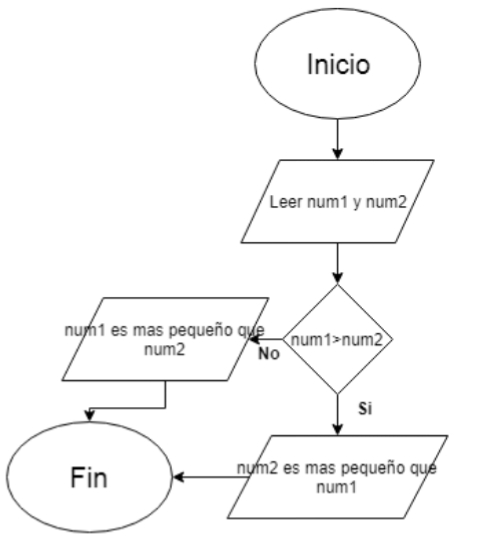 Inicio
Leer num1 y num2
num1>num2
num1 es mas pequeño que
num2
No
Si
num2 es mas pequeño que
num1
Fin